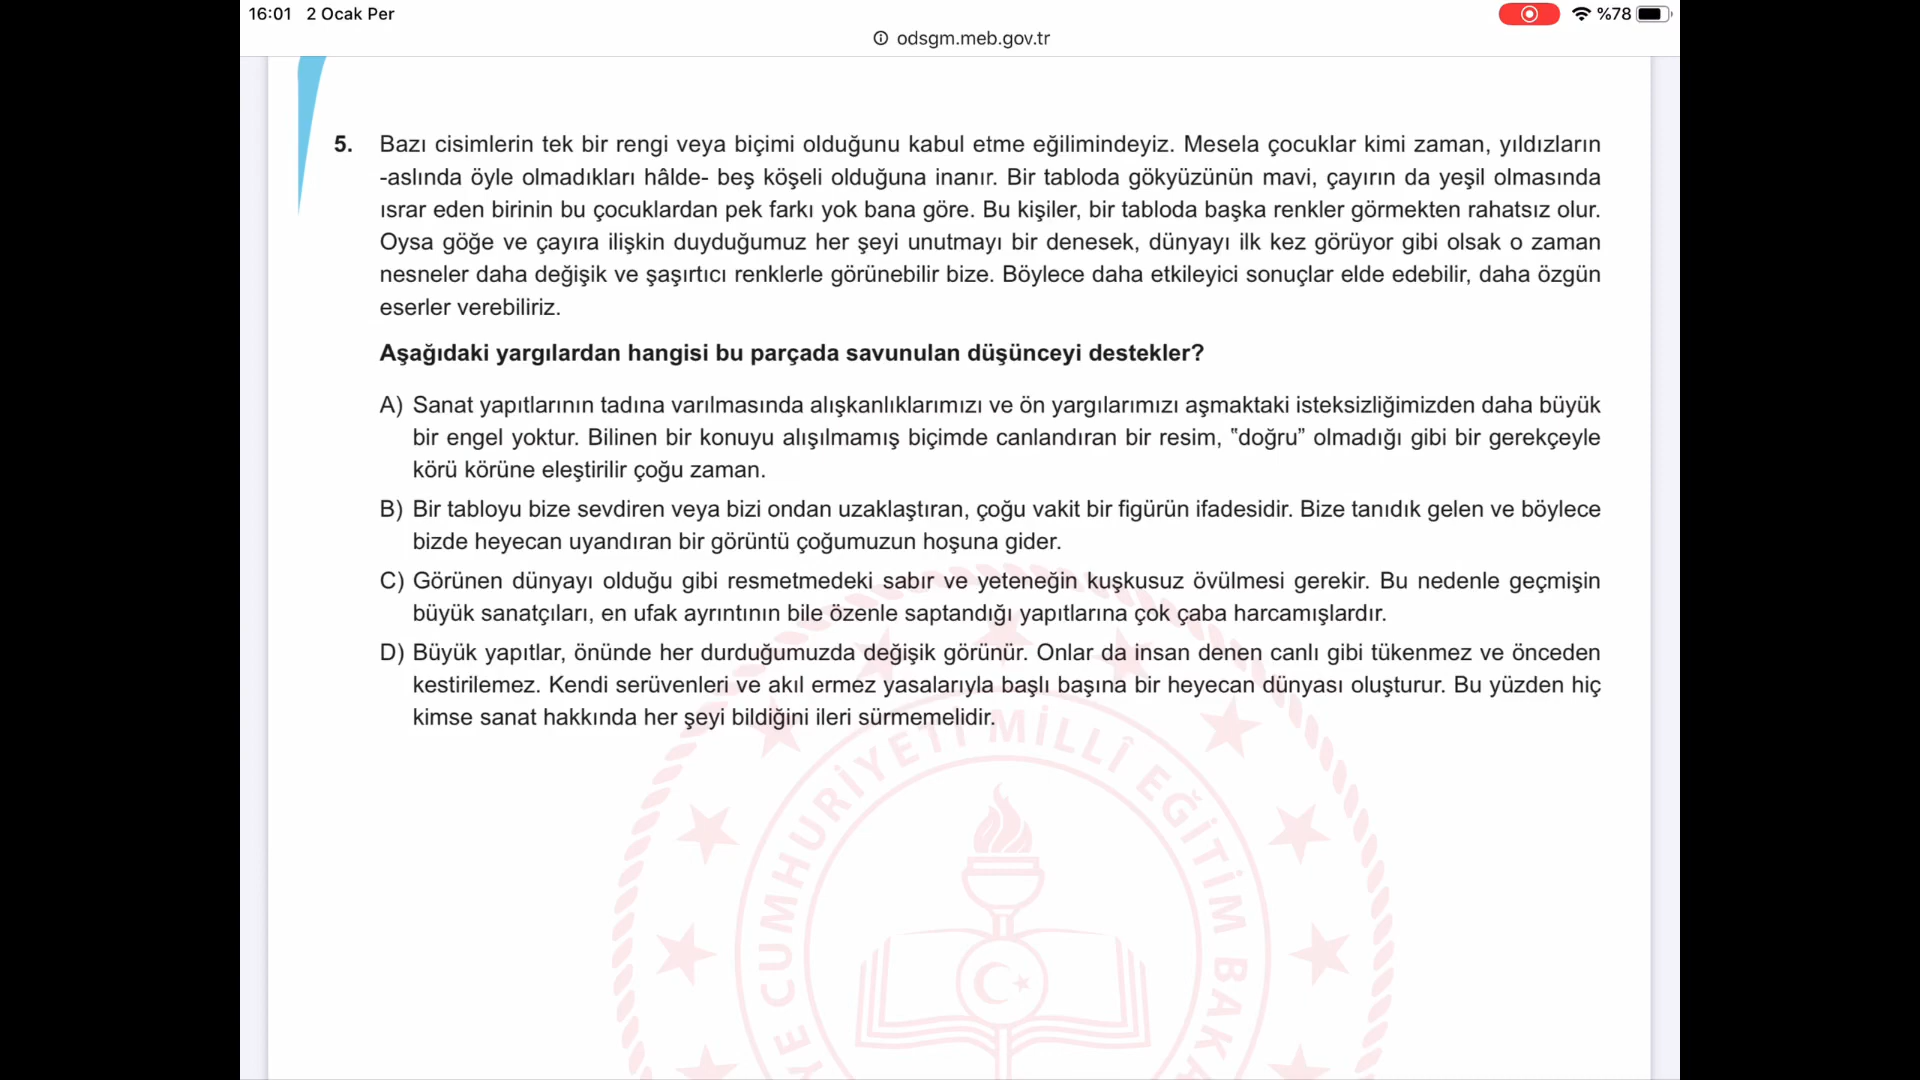 16:01 2 Ocak Per
%78
odsgm.meb.gov.tr
5. Bazı cisimlerin tek bir rengi veya biçimi olduğunu kabul etme eğilimindeyiz. Mesela çocuklar kimi zaman, yıldızların
-aslında öyle olmadıkları hâlde- beş köşeli olduğuna inanır. Bir tabloda gökyüzünün mavi, çayırın da yeşil olmasında
ısrar eden birinin bu çocuklardan pek farkı yok bana göre. Bu kişiler, bir tabloda başka renkler görmekten rahatsız olur.
Oysa göğe ve çayıra ilişkin duyduğumuz her şeyi unutmayı bir denesek, dünyayı ilk kez görüyor gibi olsak o zaman
nesneler daha değişik ve şaşırtıcı renklerle görünebilir bize. Böylece daha etkileyici sonuçlar elde edebilir, daha özgün
eserler verebiliriz.
Aşağıdaki yargılardan hangisi bu parçada savunulan düşünceyi destekler?
A) Sanat yapıtlarının tadına varılmasında alışkanlıklarımızı ve ön yargılarımızı aşmaktaki isteksizliğimizden daha büyük
bir engel yoktur. Bilinen bir konuyu alışılmamış biçimde canlandıran bir resim, “doğru” olmadığı gibi bir gerekçeyle
körü körüne eleştirilir çoğu zaman.
B) Bir tabloyu bize sevdiren veya bizi ondan uzaklaştıran, çoğu vakit bir figürün ifadesidir. Bize tanıdık gelen ve böylece
bizde heyecan uyandıran bir görüntü çoğumuzun hoşuna gider.
C) Görünen dünyayı olduğu gibi resmetmedeki sabır ve yeteneğin kuşkusuz övülmesi gerekir. Bu nedenle geçmişin
büyük sanatçıları, en ufak ayrıntının bile özenle saptandığı yapıtlarına çok çaba harcamışlardır.
D) Büyük yapıtlar, önünde her durduğumuzda değişik görünür. Onlar da insan denen canlı gibi tükenmez ve önceden
kestirilemez. Kendi serüvenleri ve akıl ermez yasalarıyla başlı başına bir heyecan dünyası oluşturur. Bu yüzden hiç
kimse sanat hakkında her şeyi bildiğini ileri sürmemelidir.
YE CUMHURİYETİ MİLLÎ EĞİTİM BAKA